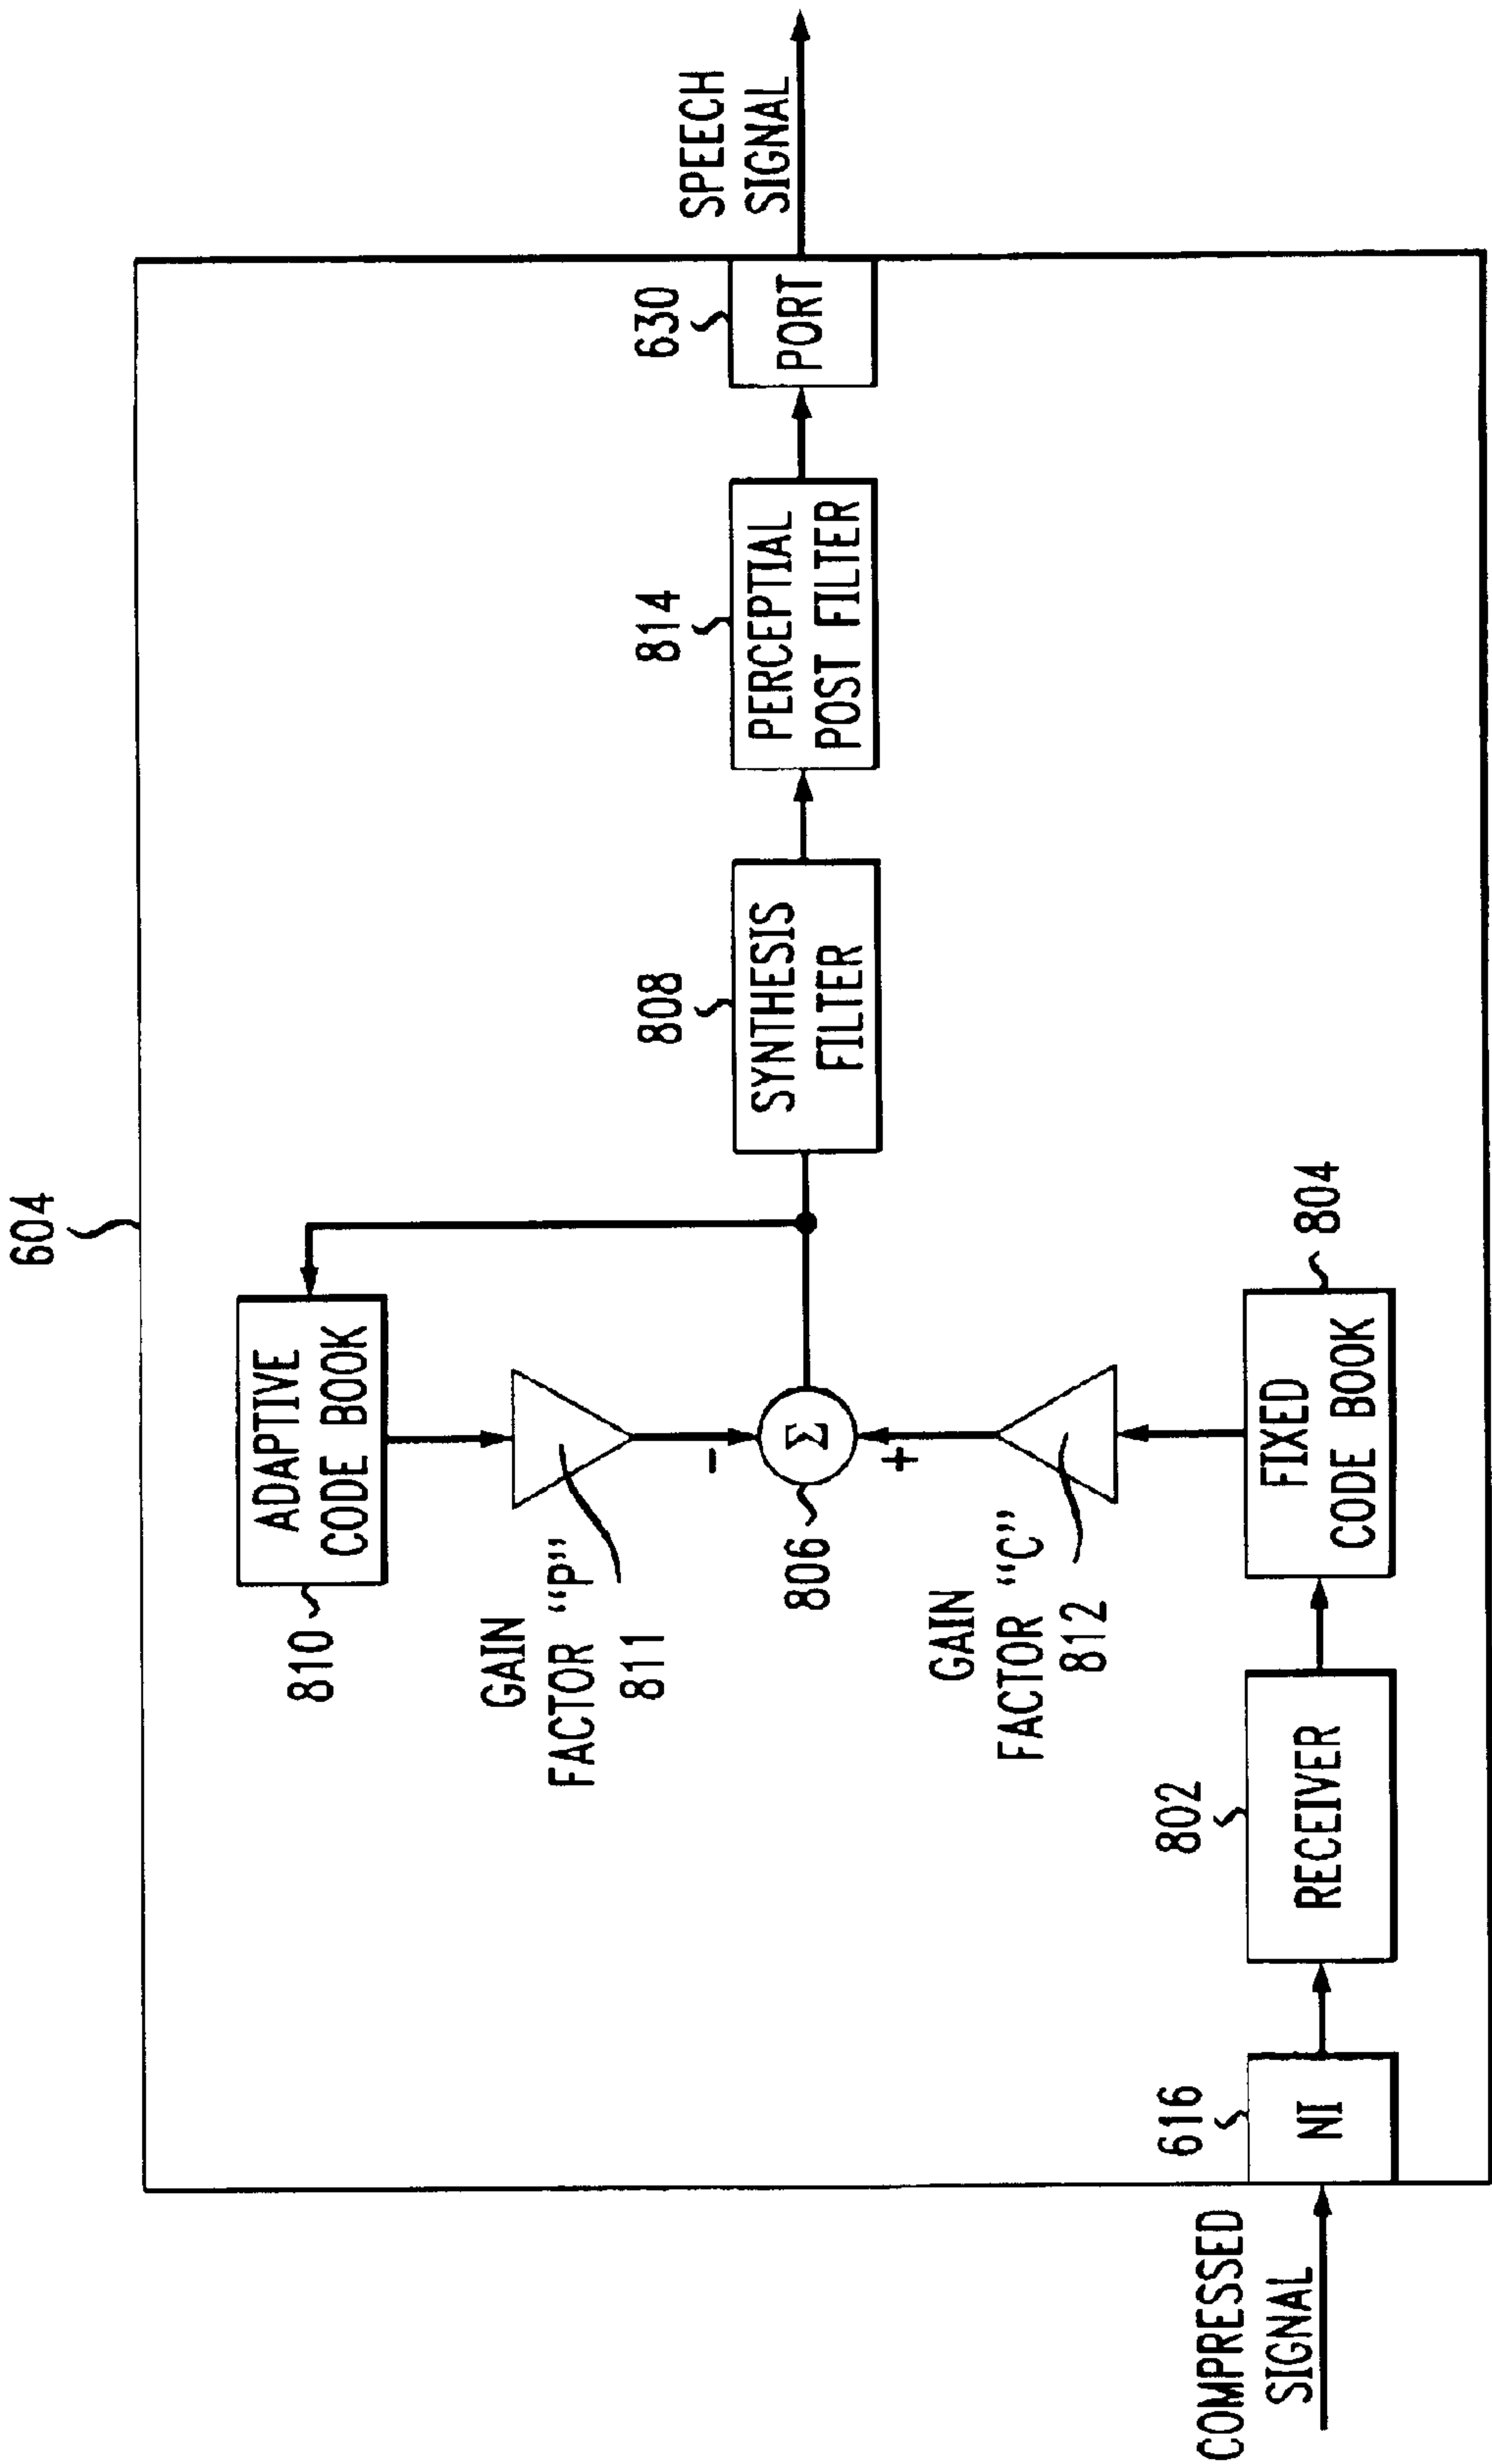 604
810
ADAPTIVE
CODE BOOK
GAIN
FACTOR “P”
811
-
806
Σ
+
GAIN
FACTOR “C”
812
808
SYNTHESIS
FILTER
814
PERCEPTIAL
POST FILTER
630
PORT
SPEECH
SIGNAL
COMPRESSED
SIGNAL
616
NI
802
RECEIVER
FIXED
CODE BOOK
804